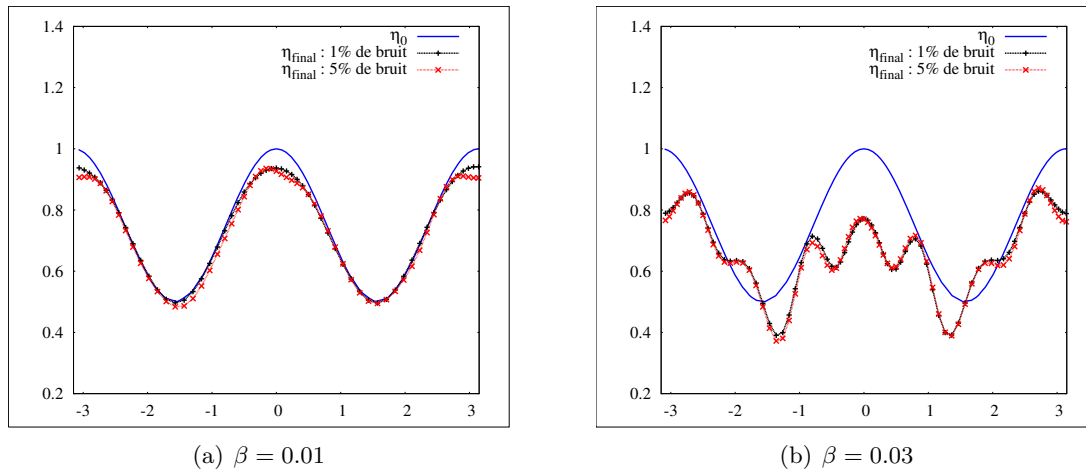 1.4
η0
ηfinal : 1% de bruit
ηfinal : 5% de bruit
1.2
1
0.8
0.6
0.4
0.2
-3 -2 -1 0 1 2 3
(a) β = 0.01
1.4
η0
ηfinal : 1% de bruit
ηfinal : 5% de bruit
1.2
1
0.8
0.6
0.4
0.2
-3 -2 -1 0 1 2 3
(b) β = 0.03